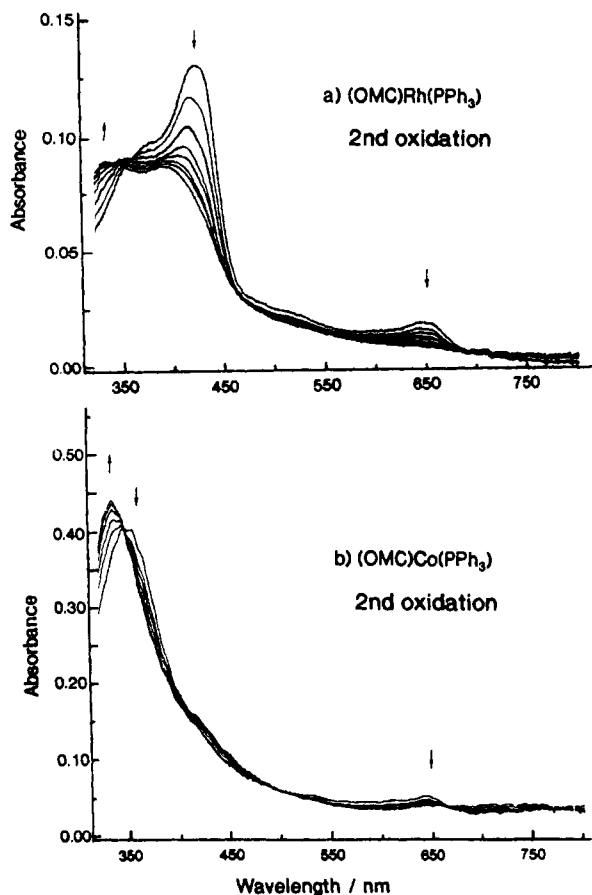 0.15
a) (OMC)Rh(PPh3)
2nd oxidation
0.10
Absorbance
0.05
0.00
350 450 550 650 750
0.50
0.40
b) (OMC)Co(PPh3)
2nd oxidation
0.30
Absorbance
0.20
0.10
0.00
350 450 550 650 750
Wavelength / nm